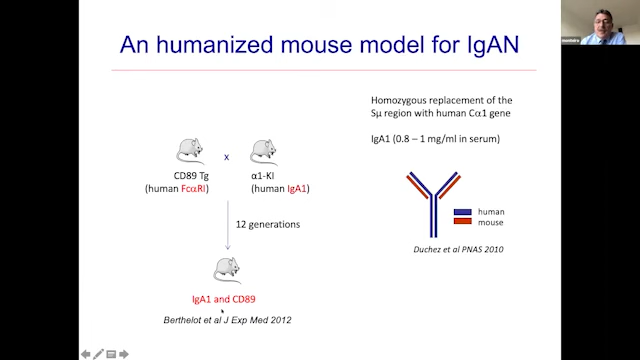 An humanized mouse model for IgAN
Homozygous replacement of the
Sμ region with human Cα1 gene
IgA1 (0.8 – 1 mg/ml in serum)
CD89 Tg
(human FcαRI)
x
α1-KI
(human IgA1)
12 generations
IgA1 and CD89
Berthelot et al J Exp Med 2012
human
mouse
Duchez et al PNAS 2010